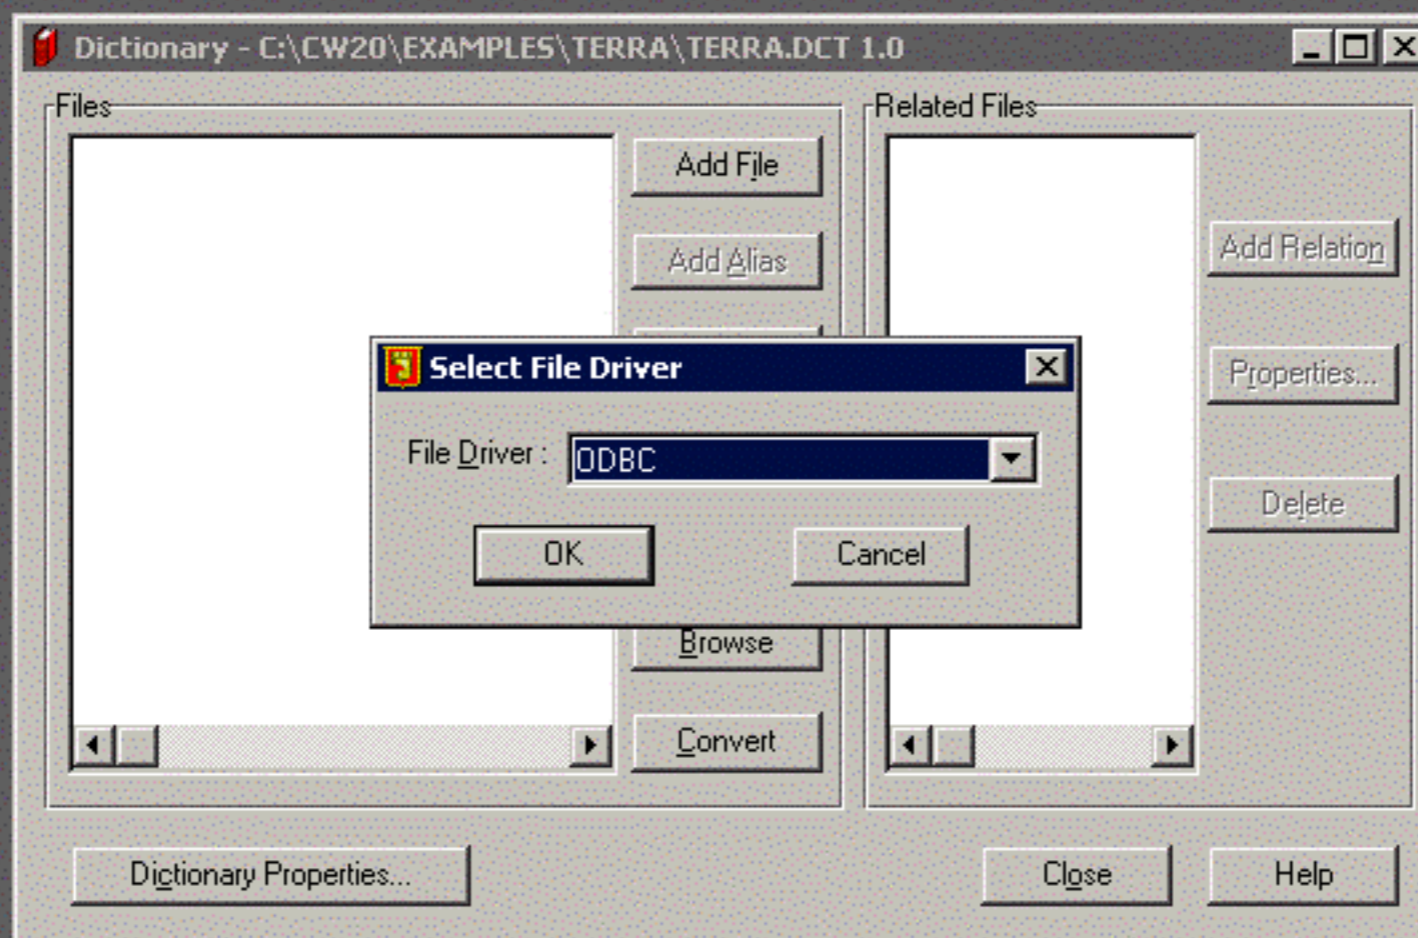 Dictionary - C:\CW20\EXAMPLES\TERRA\TERRA.DCT 1.0
Files
Add File
Add Alias
Related Files
Add Relation
Properties...
Delete
Select File Driver
File Driver :
ODBC
OK
Cancel
Browse
Convert
Dictionary Properties...
Close
Help